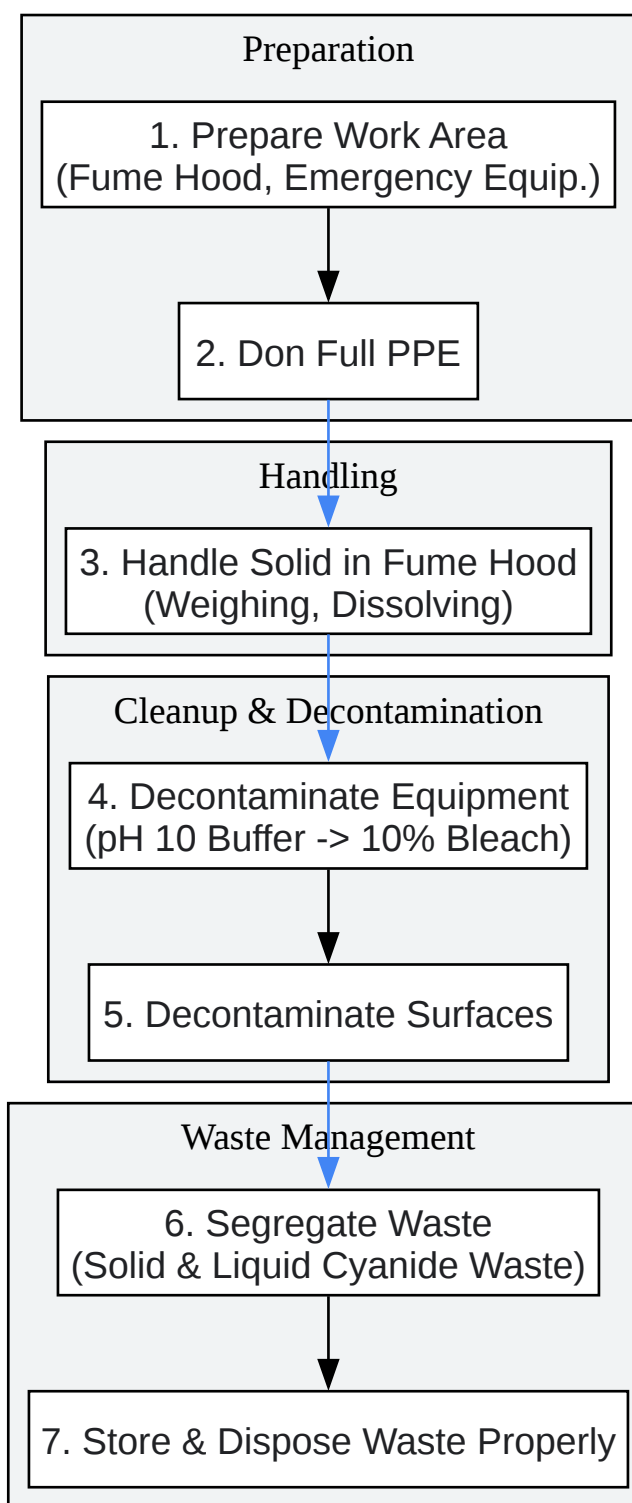 Preparation
1. Prepare Work Area
(Fume Hood, Emergency Equip.)
2. Don Full PPE
Handling
3. Handle Solid in Fume Hood
(Weighing, Dissolving)
Cleanup & Decontamination
4. Decontaminate Equipment
(pH 10 Buffer -> 10% Bleach)
5. Decontaminate Surfaces
Waste Management
6. Segregate Waste
(Solid & Liquid Cyanide Waste)
7. Store & Dispose Waste Properly